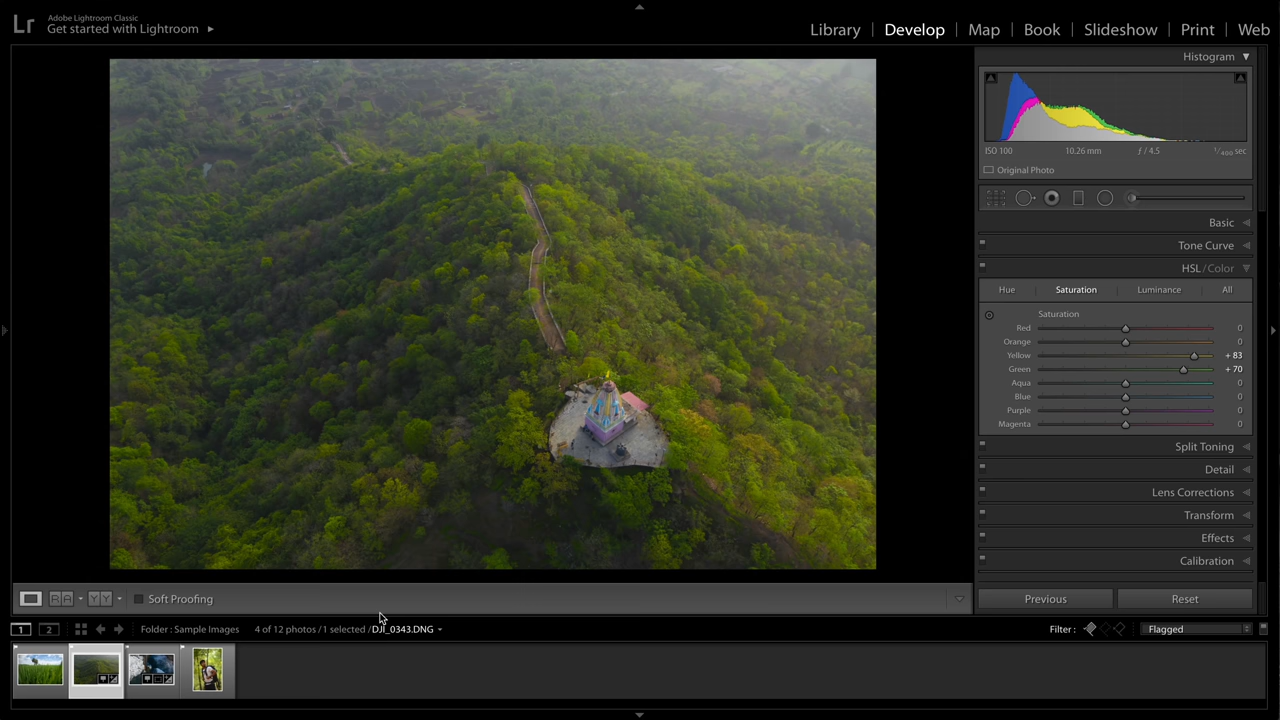 Lr
Adobe Lightroom Classic
Get started with Lightroom ▶
Library | Develop | Map | Book | Slideshow | Print | Web
Histogram
ISO 100 10.26 mm ƒ / 4.5 1/400 sec
Original Photo
Basic
Tone Curve
HSL / Color
Hue Saturation Luminance All
Saturation
Red 0
Orange 0
Yellow + 83
Green + 70
Aqua 0
Blue 0
Purple 0
Magenta 0
Split Toning
Detail
Lens Corrections
Transform
Effects
Calibration
R A Y Y Soft Proofing
Previous Reset
1 2 Folder : Sample Images 4 of 12 photos / 1 selected / DJI_0343.DNG
Filter : Flagged